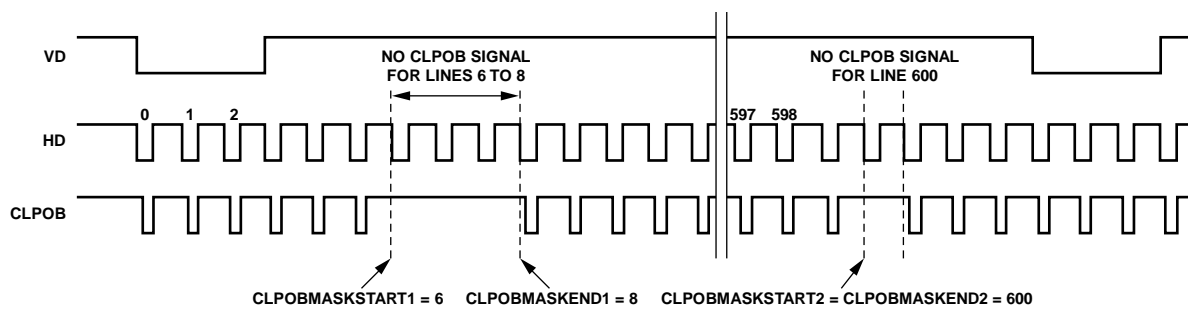 VD
NO CLPOB SIGNAL
FOR LINES 6 TO 8
NO CLPOB SIGNAL
FOR LINE 600
HD
0 1 2
597 598
CLPOB
CLPOBMASKSTART1 = 6
CLPOBMASKEND1 = 8
CLPOBMASKSTART2 = CLPOBMASKEND2 = 600